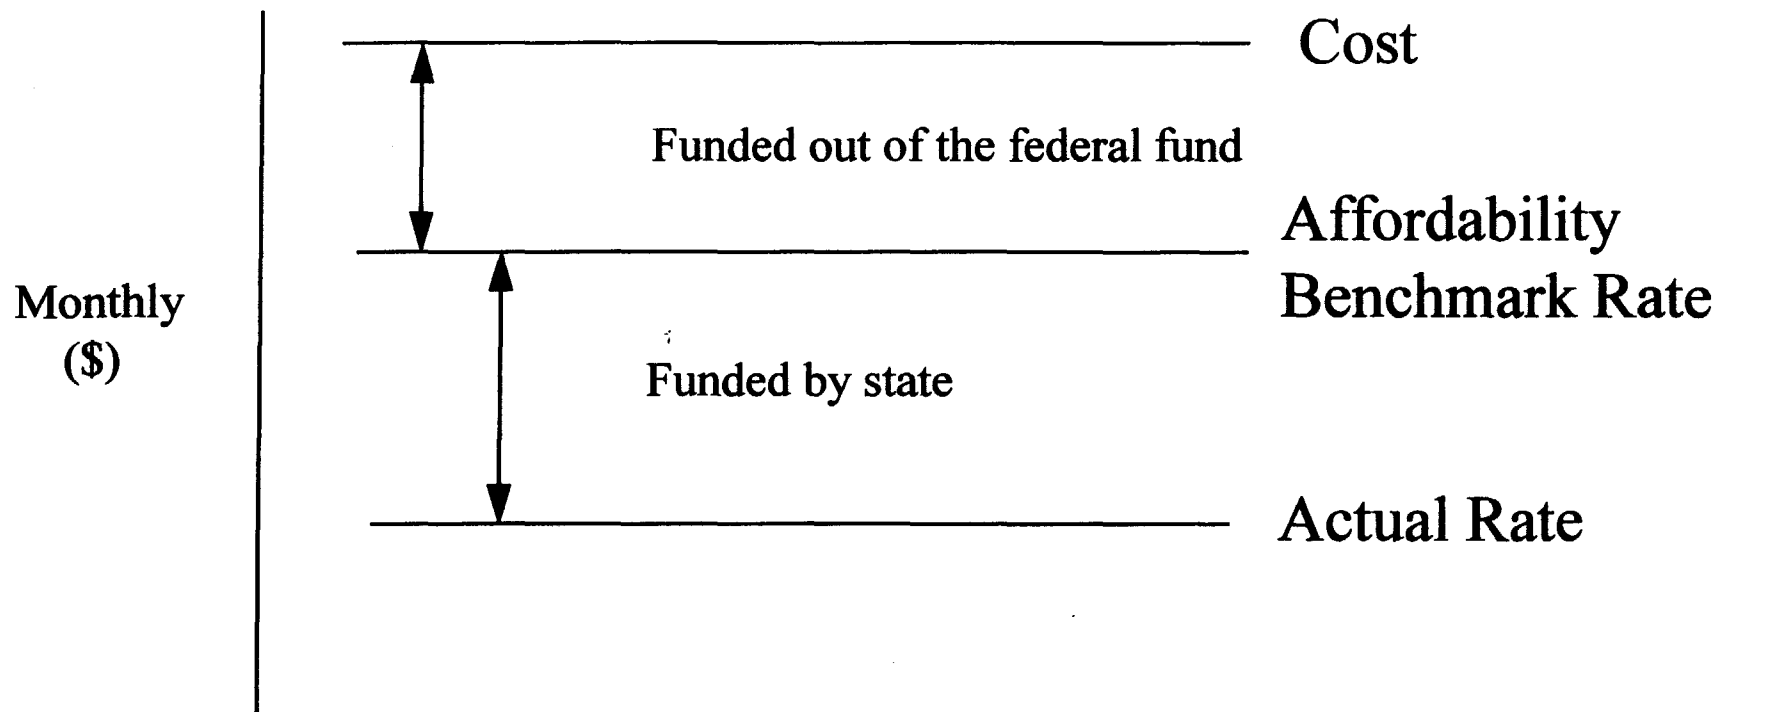 Cost
Funded out of the federal fund
Affordability
Benchmark Rate
Monthly
($)
Funded by state
Actual Rate